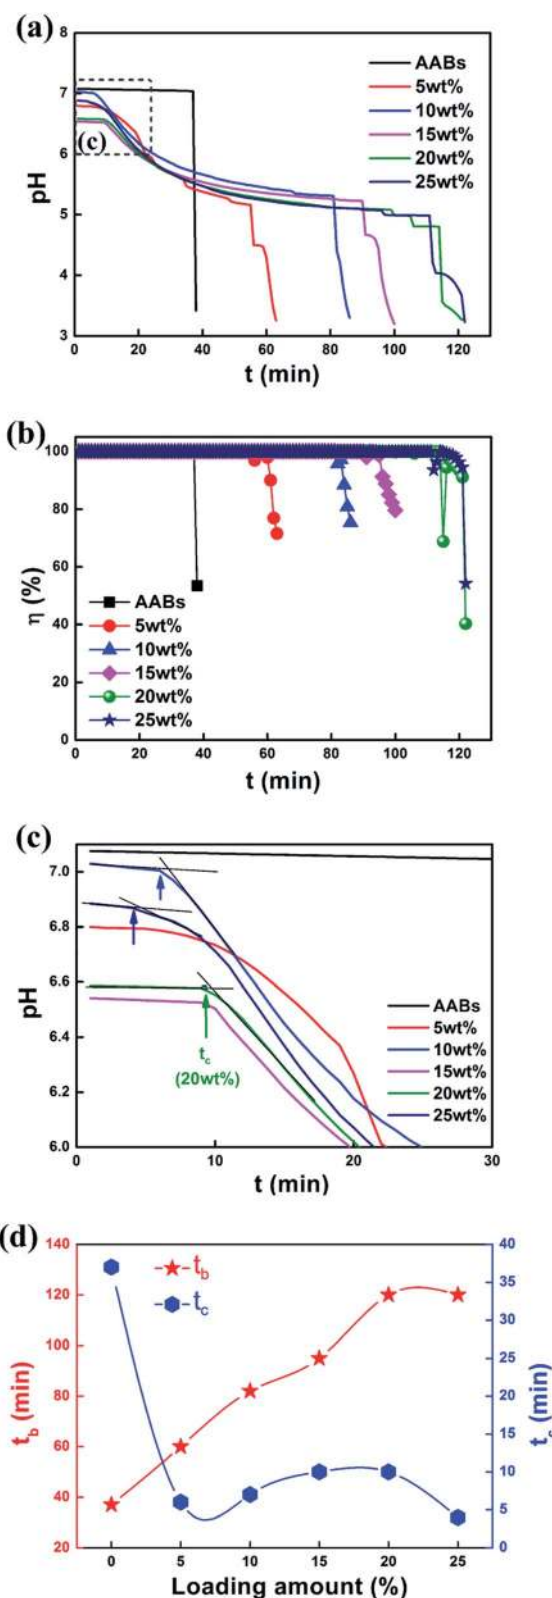 (a)
8
7
6
5
4
3
pH
(c)
AABs
5wt%
10wt%
15wt%
20wt%
25wt%
0 20 40 60 80 100 120
t (min)
(b)
100
80
60
40
20
0
η (%)
AABs
5wt%
10wt%
15wt%
20wt%
25wt%
0 20 40 60 80 100 120
t (min)
(c)
7.0
6.8
6.6
6.4
6.2
6.0
pH
t_c
(20wt%)
AABs
5wt%
10wt%
15wt%
20wt%
25wt%
0 10 20 30
t (min)
(d)
140
120
100
80
60
40
20
t_b (min)
t_b
t_c
40
35
30
25
20
15
10
5
0
t_c (min)
0 5 10 15 20 25
Loading amount (%)